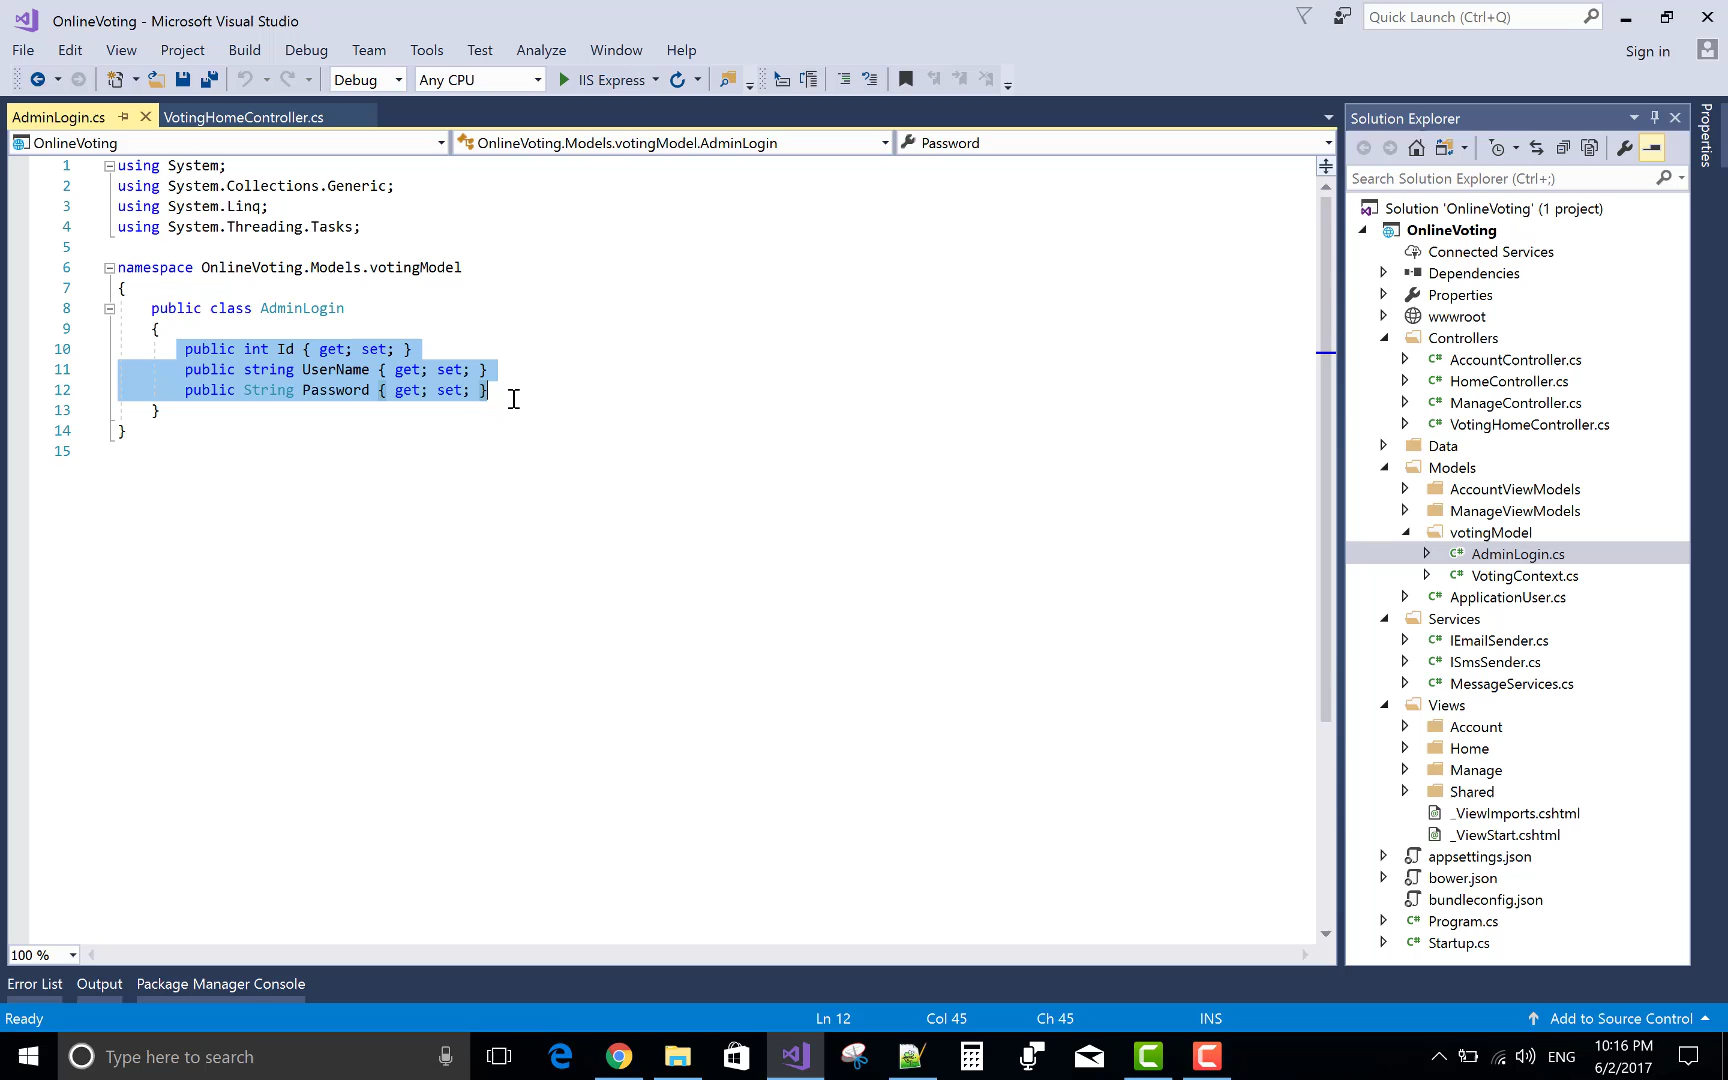 OnlineVoting - Microsoft Visual Studio
Quick Launch (Ctrl+Q)
File Edit View Project Build Debug Team Tools Test Analyze Window Help
Sign in
Debug Any CPU IIS Express
AdminLogin.cs VotingHomeController.cs
OnlineVoting OnlineVoting.Models.votingModel.AdminLogin Password
1 using System;
2 using System.Collections.Generic;
3 using System.Linq;
4 using System.Threading.Tasks;
5
6 namespace OnlineVoting.Models.votingModel
7 {
8 public class AdminLogin
9 {
10 public int Id { get; set; }
11 public string UserName { get; set; }
12 public String Password { get; set; }
13 }
14 }
15
100 %
Solution Explorer
Search Solution Explorer (Ctrl+;)
Solution 'OnlineVoting' (1 project)
OnlineVoting
Connected Services
Dependencies
Properties
wwwroot
Controllers
C# AccountController.cs
C# HomeController.cs
C# ManageController.cs
C# VotingHomeController.cs
Data
Models
AccountViewModels
ManageViewModels
votingModel
C# AdminLogin.cs
C# VotingContext.cs
C# ApplicationUser.cs
Services
C# IEmailSender.cs
C# ISmsSender.cs
C# MessageServices.cs
Views
Account
Home
Manage
Shared
_ViewImports.cshtml
_ViewStart.cshtml
appsettings.json
bower.json
bundleconfig.json
C# Program.cs
C# Startup.cs
Properties
Error List Output Package Manager Console
Ready Ln 12 Col 45 Ch 45 INS Add to Source Control
Type here to search
ENG
10:16 PM
6/2/2017